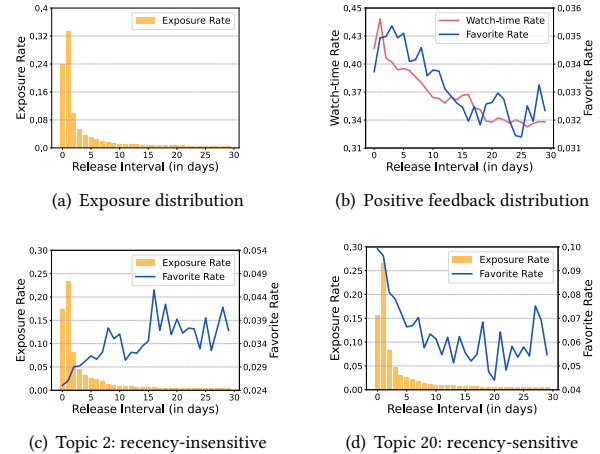 0.4
0.32
0.24
0.16
0.08
0.0
Exposure Rate
Exposure Rate
0 5 10 15 20 25 30
Release Interval (in days)
(a) Exposure distribution
0.45
0.43
0.40
0.37
0.34
0.31
Watch-time Rate
Watch-time Rate
Favorite Rate
0.036
0.035
0.034
0.033
0.032
0.031
Favorite Rate
0 5 10 15 20 25 30
Release Interval (in days)
(b) Positive feedback distribution
0.30
0.25
0.20
0.15
0.10
0.05
0.00
Exposure Rate
Exposure Rate
Favorite Rate
0.054
0.049
0.044
0.039
0.034
0.029
0.024
Favorite Rate
0 5 10 15 20 25 30
Release Interval (in days)
(c) Topic 2: recency-insensitive
0.30
0.25
0.20
0.15
0.10
0.05
0.00
Exposure Rate
Exposure Rate
Favorite Rate
0.10
0.09
0.08
0.07
0.06
0.05
0.04
Favorite Rate
0 5 10 15 20 25 30
Release Interval (in days)
(d) Topic 20: recency-sensitive